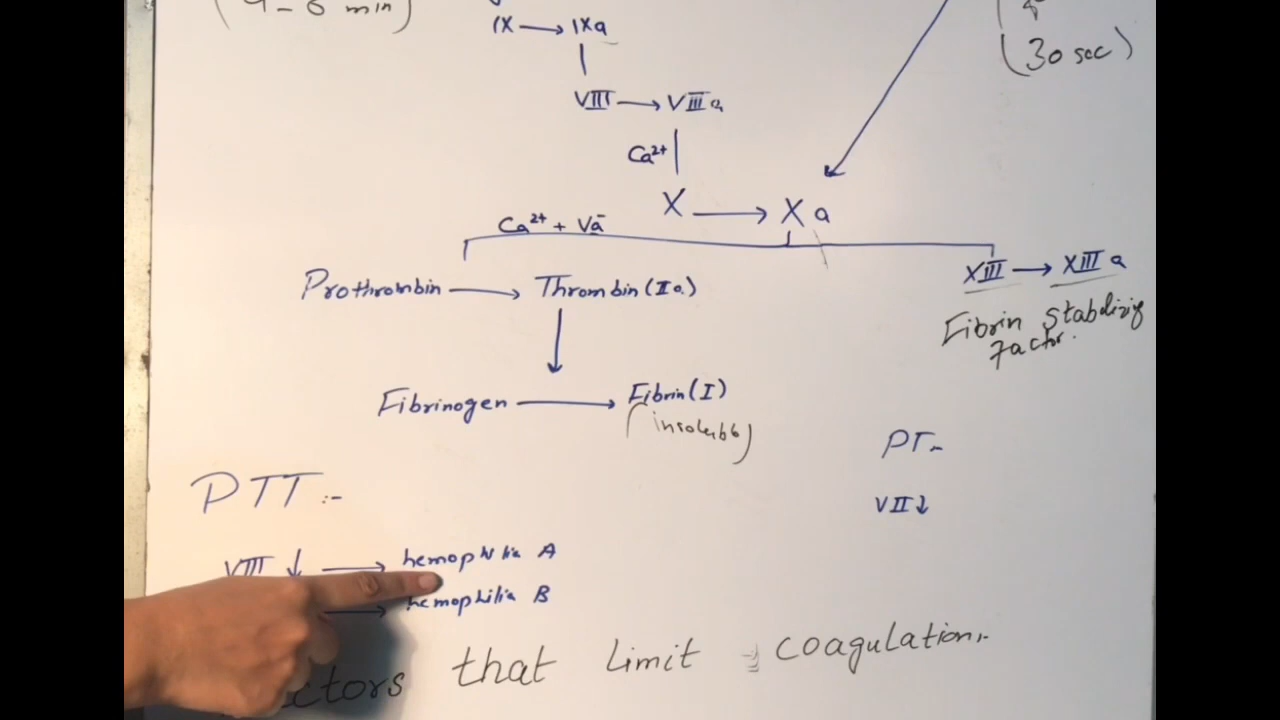 min)
IX → IXa
(30 sec)
VIII → VIIIa
Ca²⁺
X → Xa
Ca²⁺ + Va
Prothrombin → Thrombin (IIa)
XIII → XIIIa
Fibrin stabilizing
factor.
Fibrinogen → Fibrin (I)
(insoluble)
PT-
PTT :-
VII ↓
VIII ↓ → hemophilia A
→ hemophilia B
that limit coagulation:-